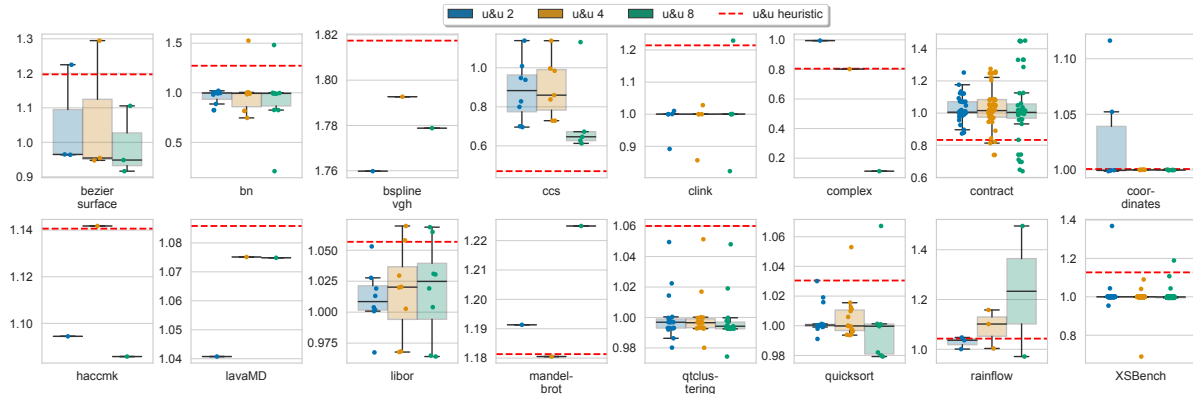 u&u 2 u&u 4 u&u 8 u&u heuristic
1.3 1.2 1.1 1.0 0.9
bezier
surface
1.5 1.0 0.5
bn
1.82 1.80 1.78 1.76
bspline
vgh
1.0 0.8 0.6
ccs
1.2 1.0 0.8
clink
1.0 0.8 0.6 0.4 0.2
complex
1.4 1.2 1.0 0.8 0.6
contract
1.10 1.05 1.00
coor-
dinates
1.14 1.12 1.10
haccmk
1.08 1.06 1.04
lavaMD
1.050 1.025 1.000 0.975
libor
1.22 1.21 1.20 1.19 1.18
mandel-
brot
1.06 1.04 1.02 1.00 0.98
qtclus-
tering
1.06 1.04 1.02 1.00 0.98
quicksort
1.4 1.2 1.0
rainflow
1.4 1.2 1.0 0.8
XSBench